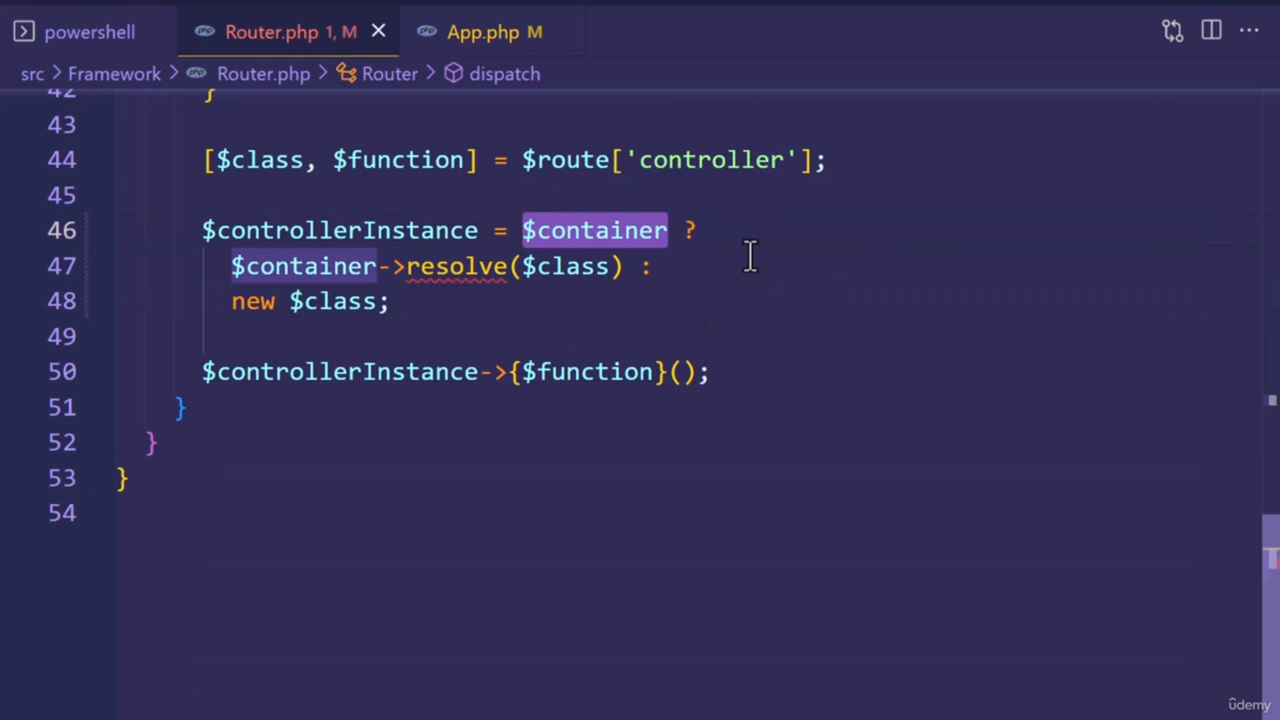 powershell
Router.php 1, M
App.php M
src > Framework > Router.php > Router > dispatch
42 }
43
44 [$class, $function] = $route['controller'];
45
46 $controllerInstance = $container ?
47 $container->resolve($class) :
48 new $class;
49
50 $controllerInstance->{$function}();
51 }
52 }
53 }
54
ûdemy